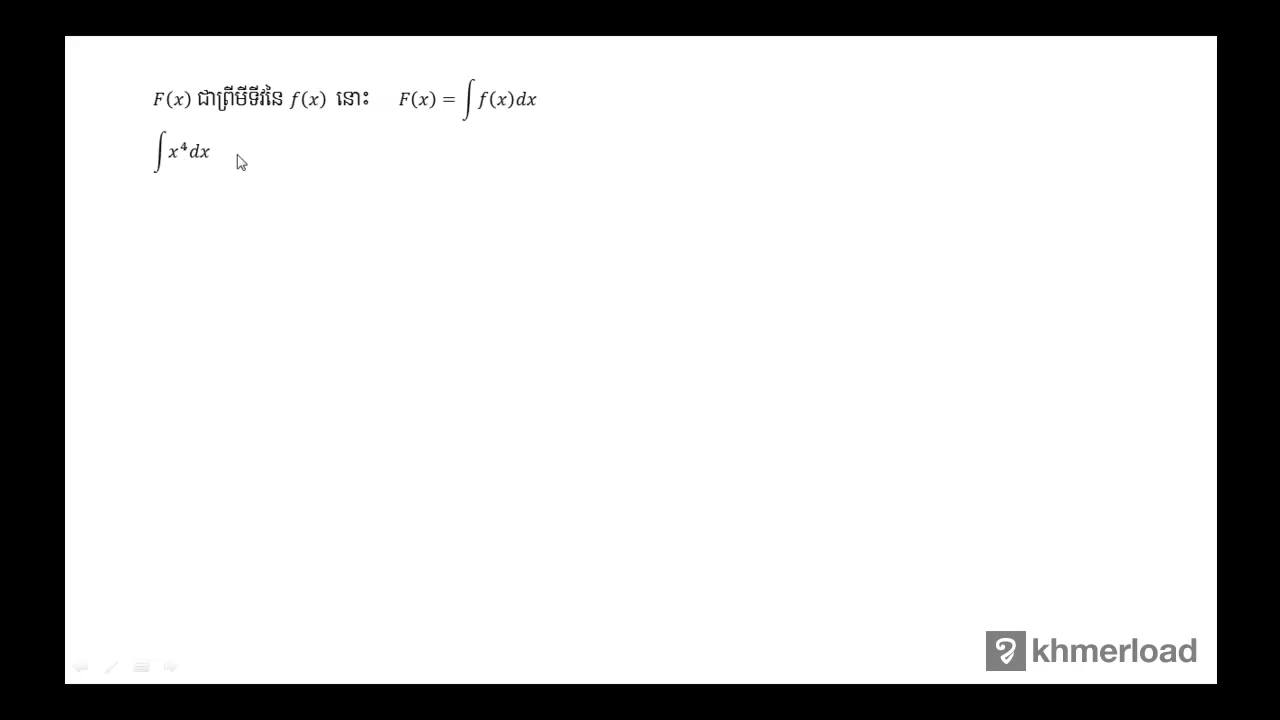 F(x) ជាព្រីមីទីវនៃ f(x) នោះ F(x) = ∫ f(x)dx
∫ x⁴dx
khmerload